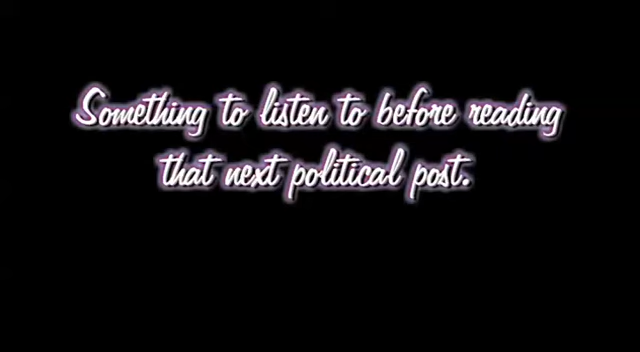 Something to listen to before reading
that next political post.